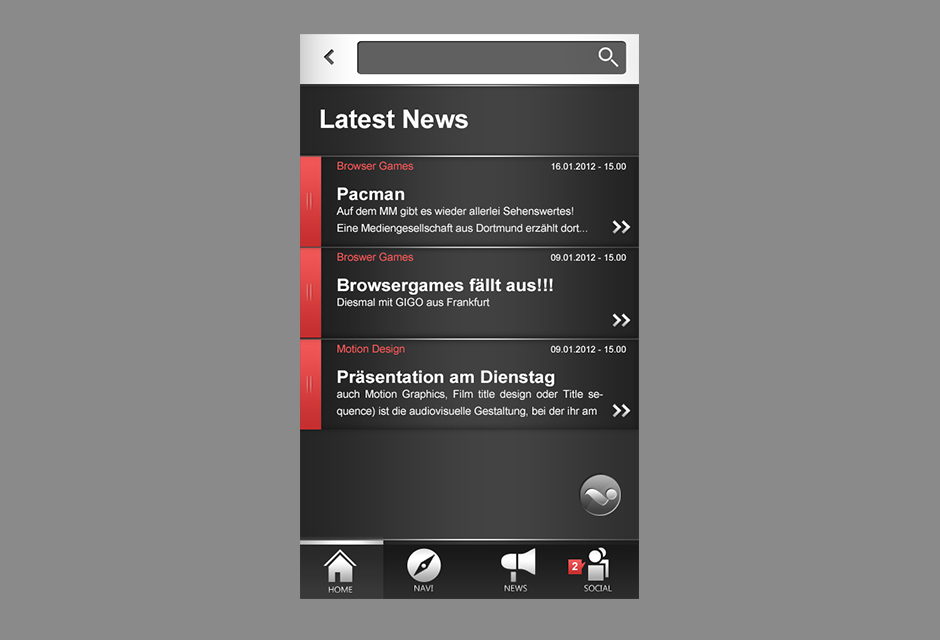 Latest News
Browser Games 16.01.2012 - 15.00
Pacman
Auf dem MM gibt es wieder allerlei Sehenswertes!
Eine Mediengesellschaft aus Dortmund erzählt dort...
Broswer Games 09.01.2012 - 15.00
Browsergames fällt aus!!!
Diesmal mit GIGO aus Frankfurt
Motion Design 09.01.2012 - 15.00
Präsentation am Dienstag
auch Motion Graphics, Film title design oder Title se-
quence) ist die audiovisuelle Gestaltung, bei der ihr am
2
HOME NAVI NEWS SOCIAL